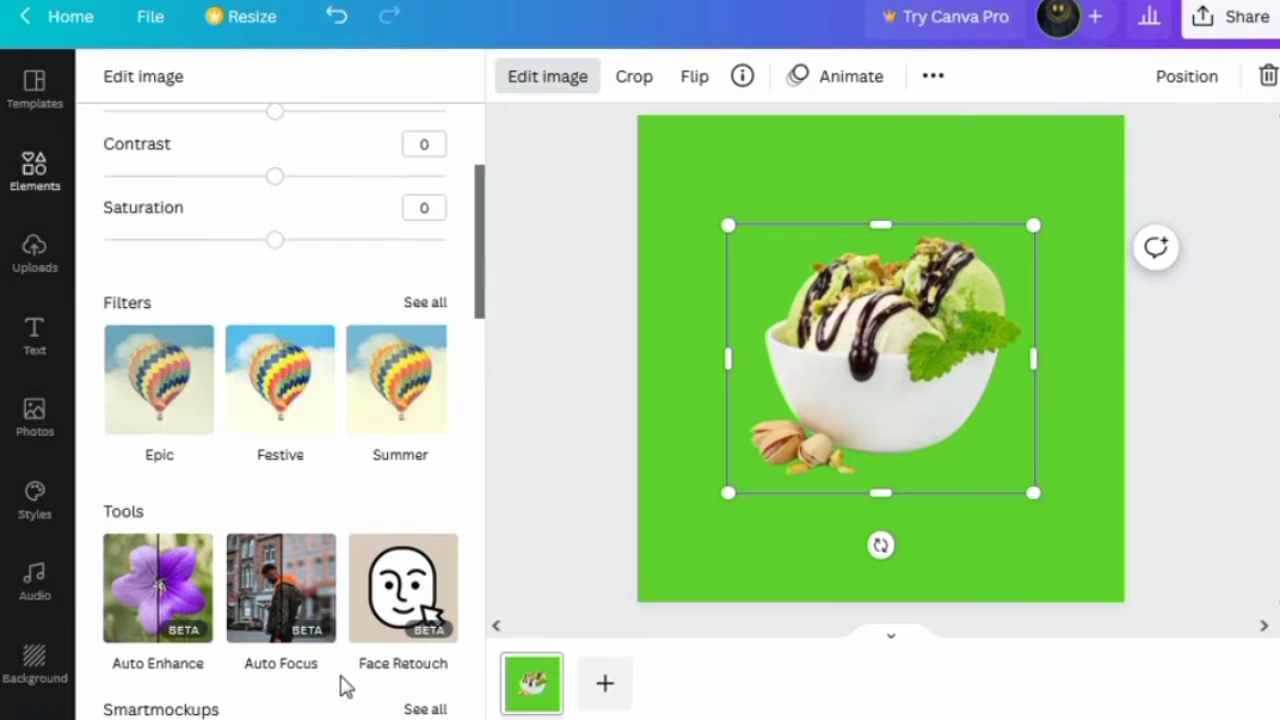 Home
File
Resize
Try Canva Pro
Share
Templates
Elements
Uploads
Text
Photos
Styles
Audio
Background
Edit image
Contrast
0
Saturation
0
Filters
See all
Epic
Festive
Summer
Tools
BETA
BETA
BETA
Auto Enhance
Auto Focus
Face Retouch
Smartmockups
See all
Edit image
Crop
Flip
Animate
Position